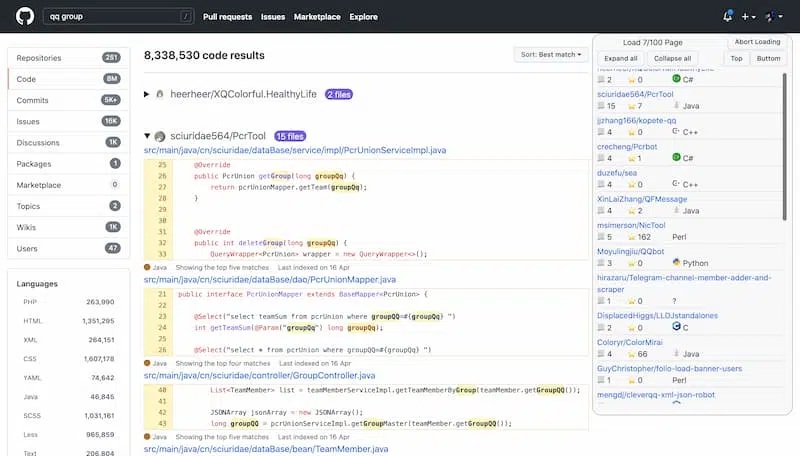 qq group
/
Pull requests Issues Marketplace Explore
Repositories 251
Code 8M
Commits 5K+
Issues 16K
Discussions 1K
Packages 1
Marketplace 0
Topics 2
Wikis 1K
Users 47
Languages
PHP 263,990
HTML 1,351,295
XML 264,151
CSS 1,607,178
YAML 74,642
Java 46,845
SCSS 1,031,161
Less 965,859
Text 206,804
8,338,530 code results
Sort: Best match
heerheer/XQColorful.HealthyLife 2 files
sciuridae564/PcrTool 15 files
src/main/java/cn/sciuridae/dataBase/service/impl/PcrUnionServiceImpl.java
25 @Override
26 public PcrUnion getGroup(long groupQq) {
27 return pcrUnionMapper.getTeam(groupQq);
28 }
29
30
31 @Override
32 public int deleteGroup(long groupQq) {
33 QueryWrapper<PcrUnion> wrapper = new QueryWrapper<>();
Java Showing the top five matches Last indexed on 16 Apr
src/main/java/cn/sciuridae/dataBase/dao/PcrUnionMapper.java
21 public interface PcrUnionMapper extends BaseMapper<PcrUnion> {
22
23 @Select("select teamSum from pcrUnion where groupQQ=#{groupQq} ")
24 int getTeamSum(@Param("groupQq") long groupQq);
25
26 @Select("select * from pcrUnion where groupQQ=#{groupQq} ")
Java Showing the top four matches Last indexed on 16 Apr
src/main/java/cn/sciuridae/controller/GroupController.java
40 List<TeamMember> list = teamMemberServiceImpl.getTeamMemberByGroup(teamMember.getGroupQQ());
41
42 JSONArray jsonArray = new JSONArray();
43 long groupQQ = pcrUnionServiceImpl.getGroupMaster(teamMember.getGroupQQ());
Java Showing the top five matches Last indexed on 16 Apr
src/main/java/cn/sciuridae/dataBase/bean/TeamMember.java
Load 7/100 Page Abort Loading
Expand all Collapse all Top Buttom
2 0 C#
sciuridae564/PcrTool
15 7 Java
jjzhang166/kopete-qq
4 0 C++
crecheng/Pcrbot
4 1 C#
duzefu/sea
4 0 C++
XinLaiZhang/QFMessage
4 2 Java
msimerson/NicTool
5 162 Perl
Moyulingjiu/QQbot
3 0 Python
hirazaru/Telegram-channel-member-adder-and-
scraper
1 0 ?
DisplacedHiggs/LLDJstandalones
2 0 C
Coloryr/ColorMirai
4 66 Java
GuyChristopher/folio-load-banner-users
1 0 Perl
mengdj/cleverqq-xml-json-robot